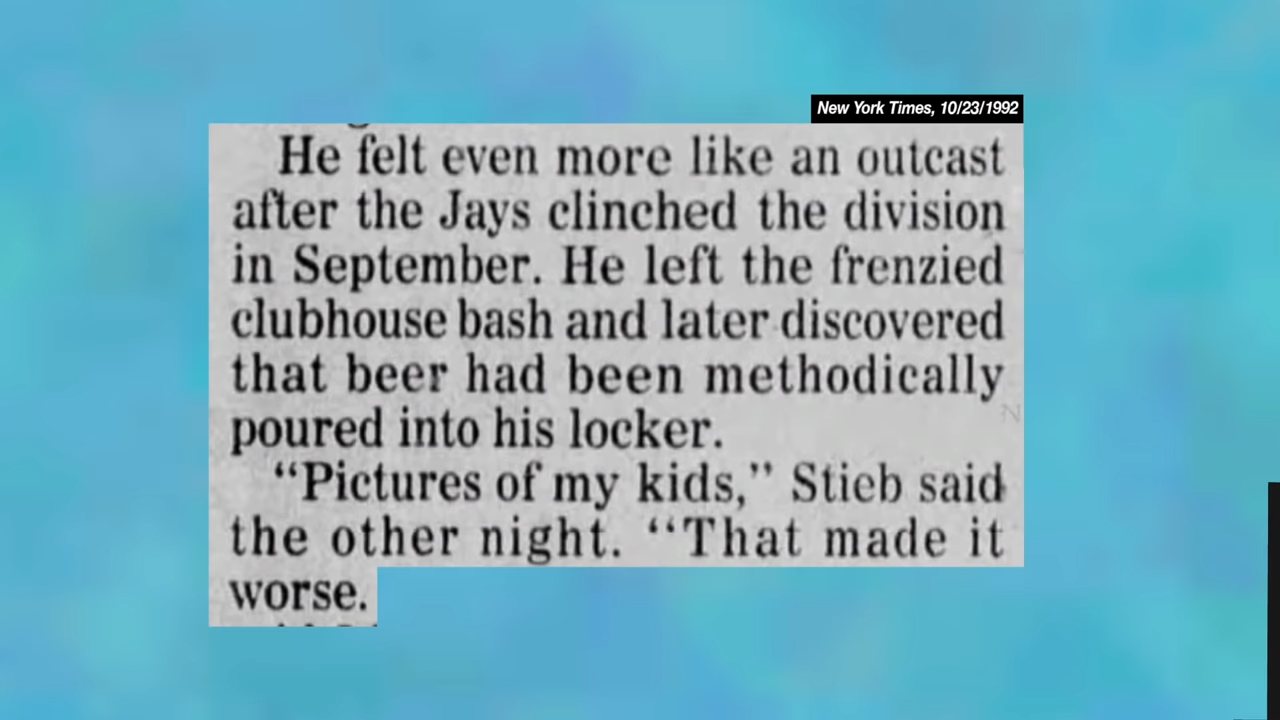 New York Times, 10/23/1992
He felt even more like an outcast
after the Jays clinched the division
in September. He left the frenzied
clubhouse bash and later discovered
that beer had been methodically
poured into his locker.
“Pictures of my kids,” Stieb said
the other night. “That made it
worse.